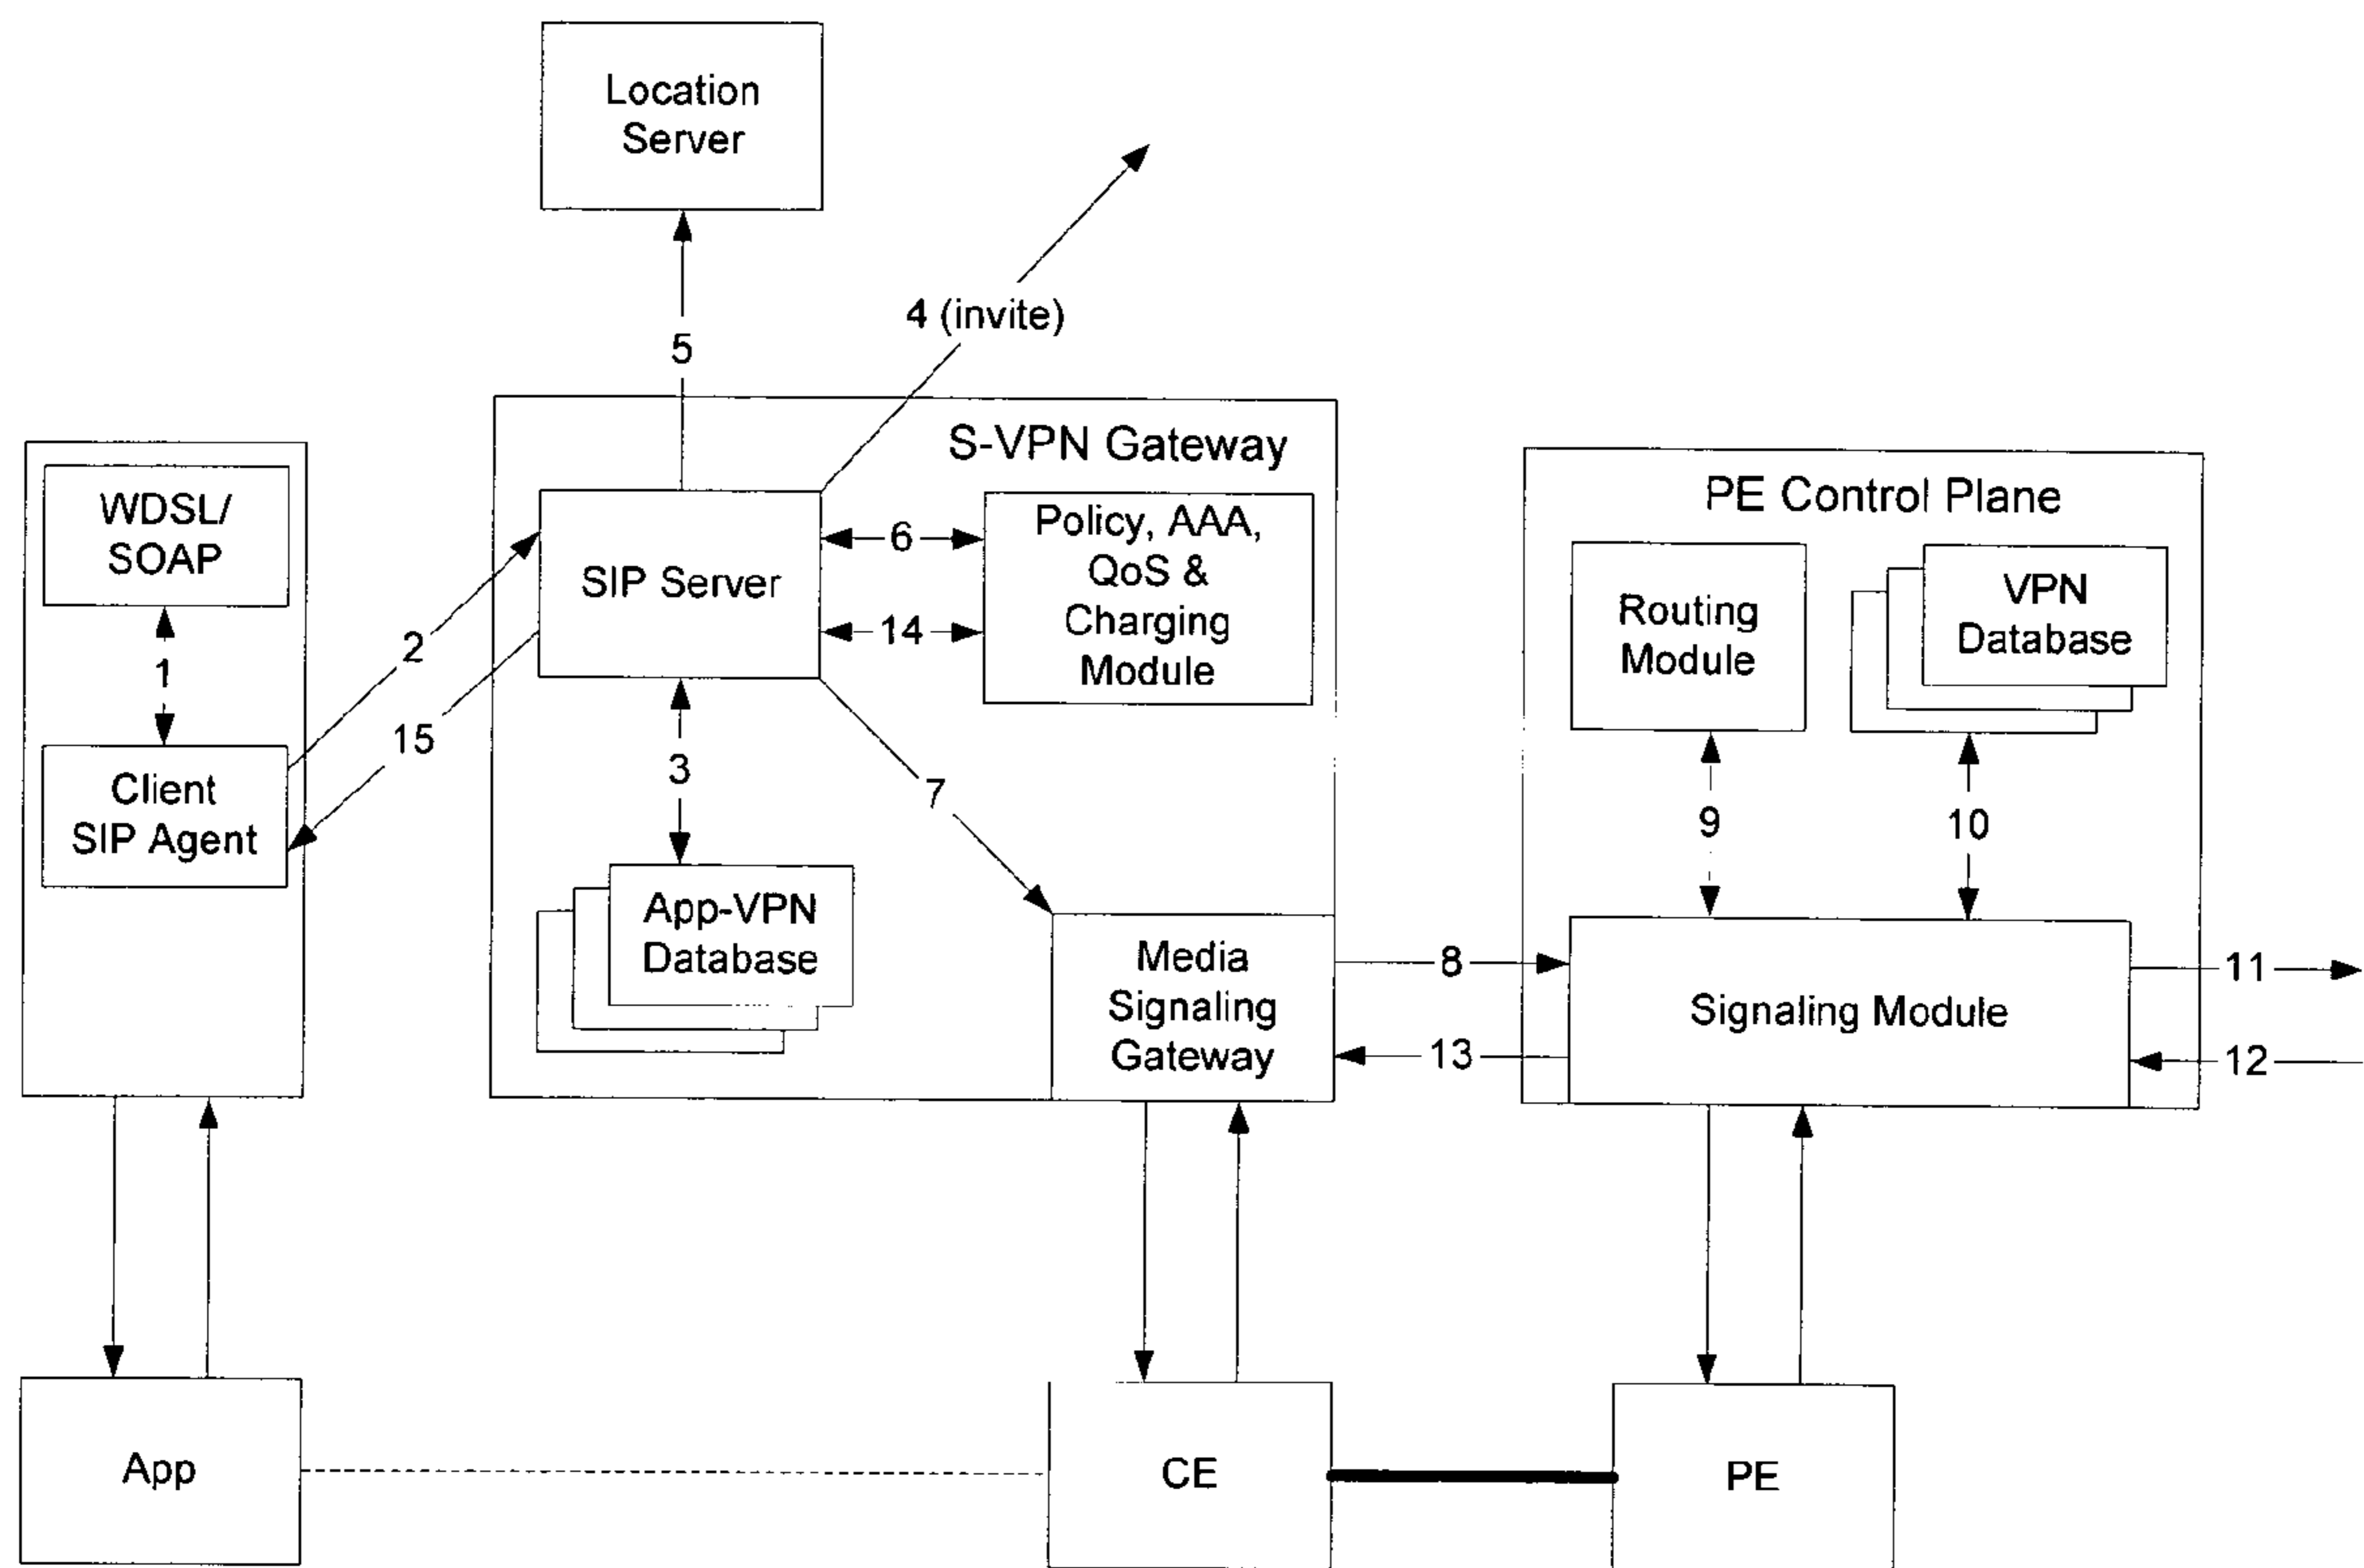 Location
Server
4 (invite)
5
S-VPN Gateway
PE Control Plane
WDSL/
SOAP
1
Client
SIP Agent
2
15
SIP Server
6
14
Policy, AAA,
QoS &
Charging
Module
3
7
App-VPN
Database
Media
Signaling
Gateway
8
13
Routing
Module
VPN
Database
9
10
Signaling Module
11
12
App
CE
PE